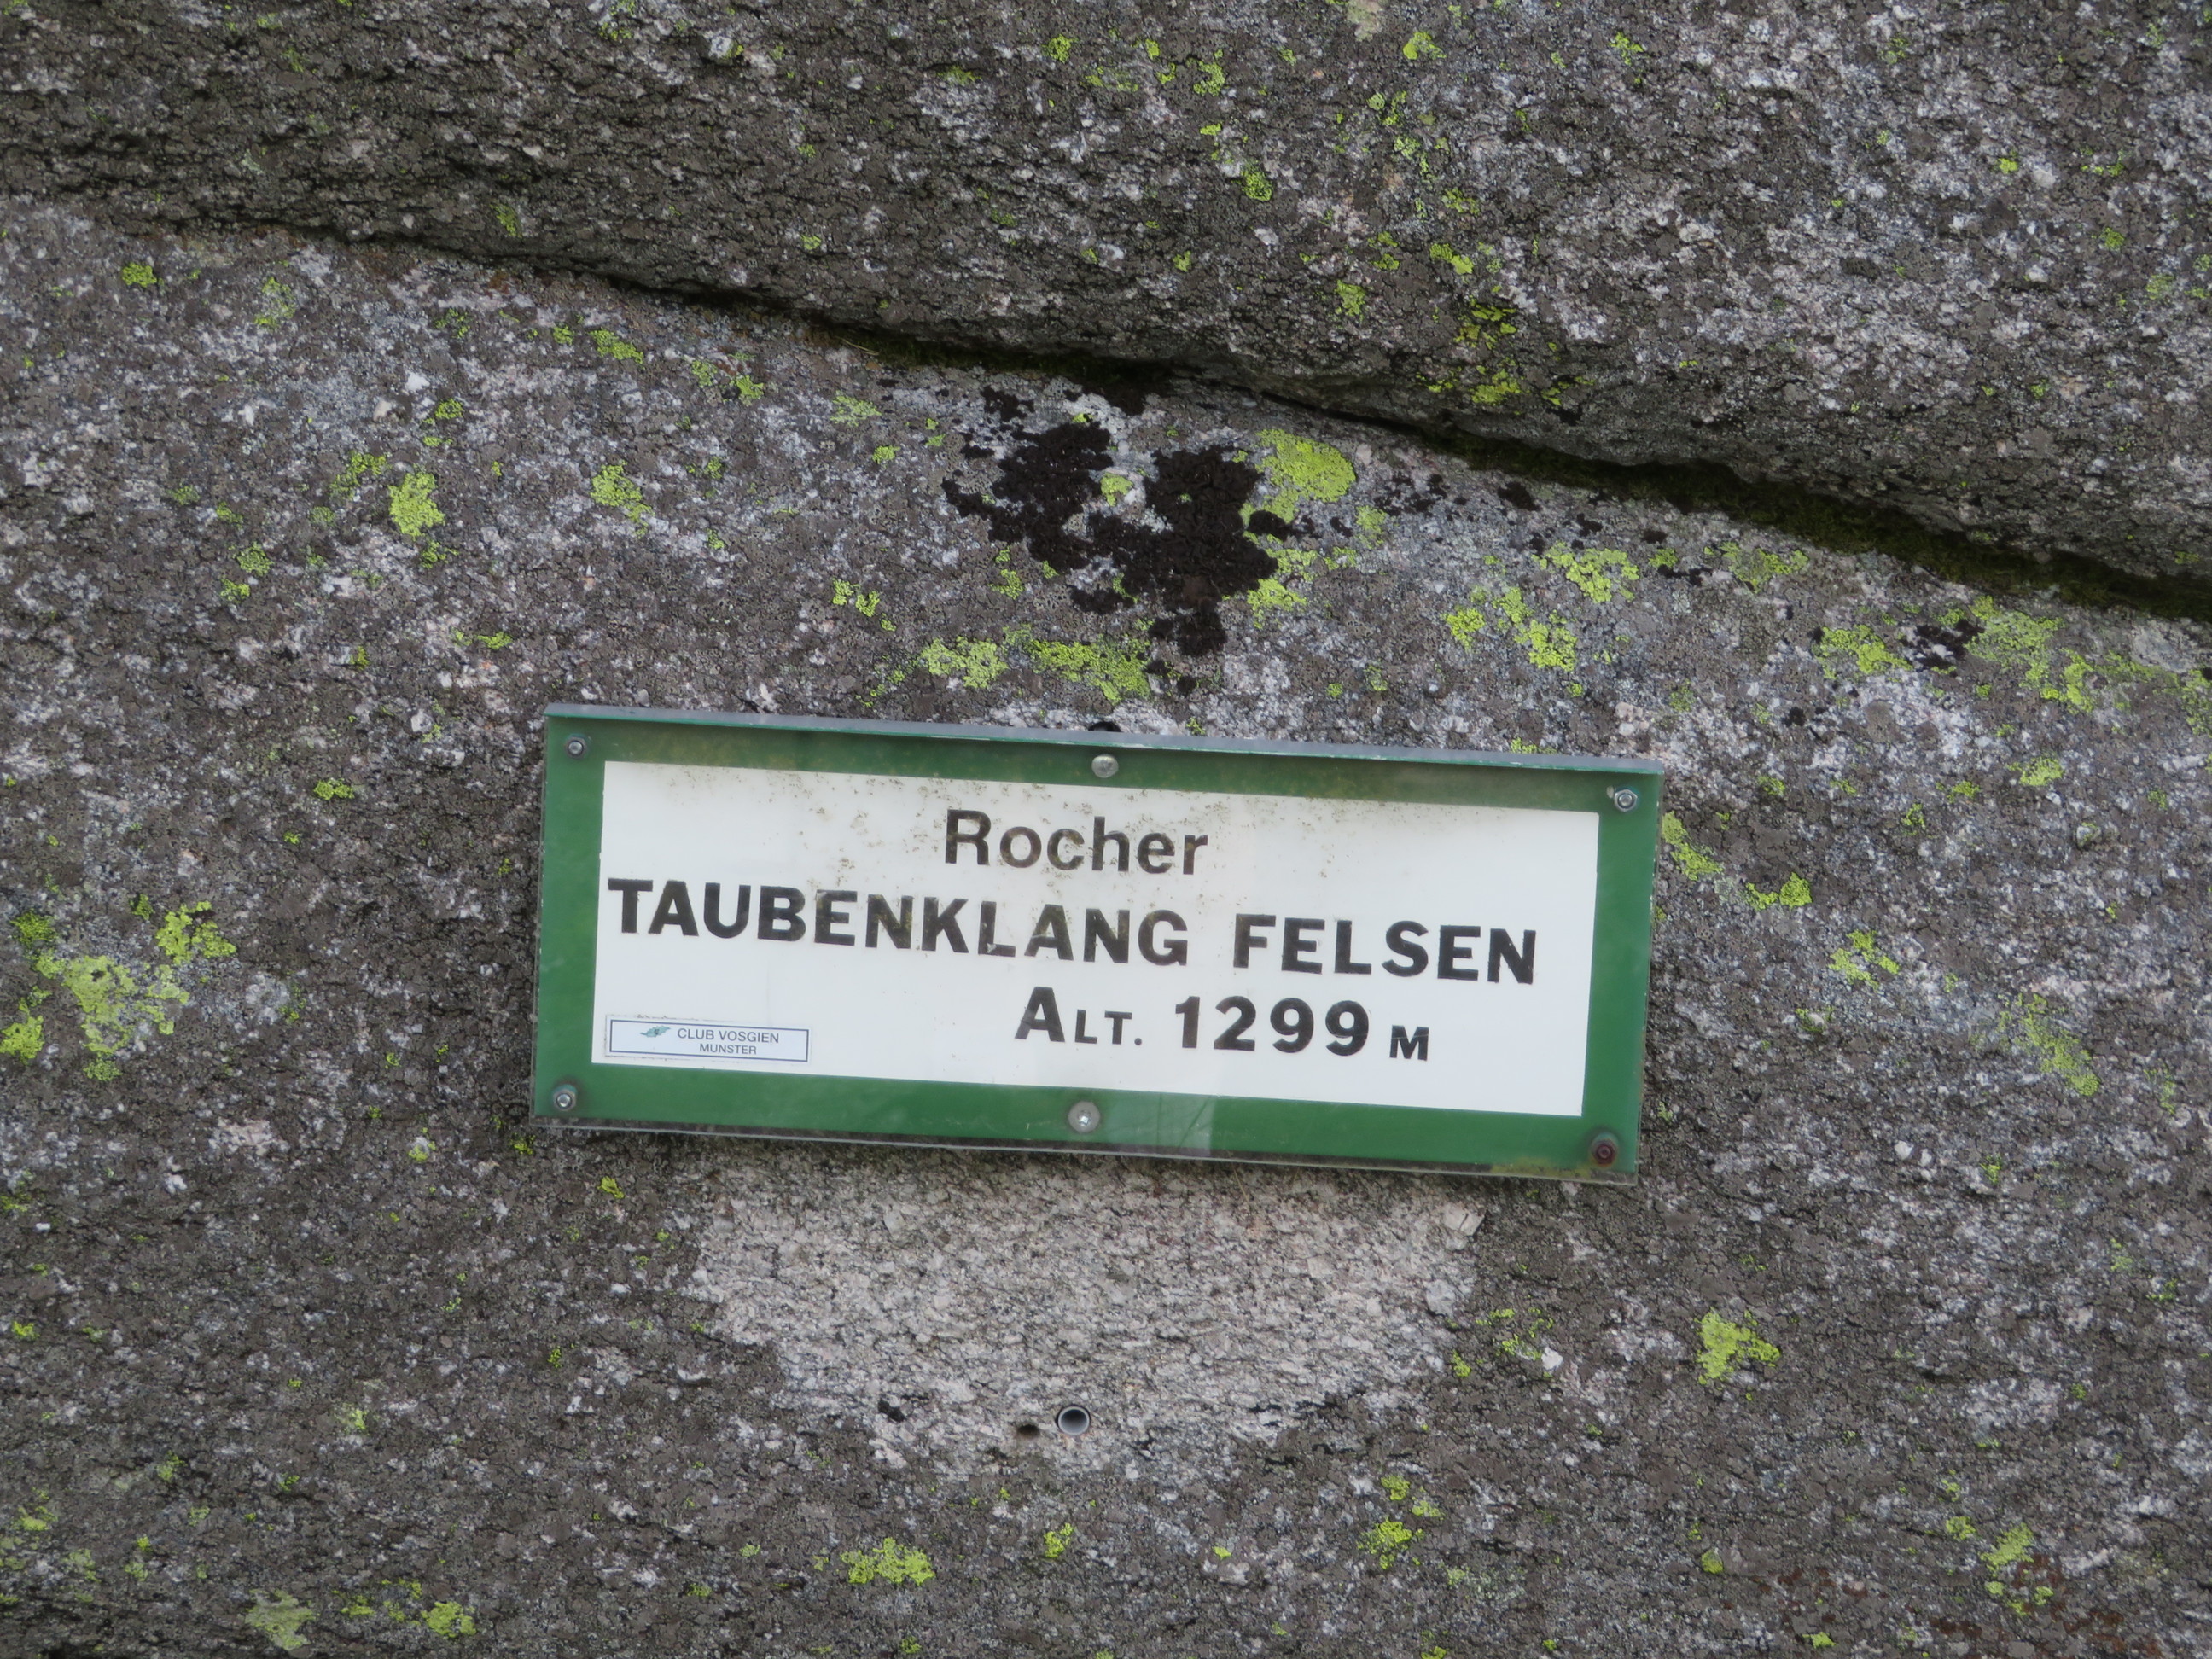 Rocher
TAUBENKLANG FELSEN
ALT. 1299 M
CLUB VOSGIEN
MUNSTER